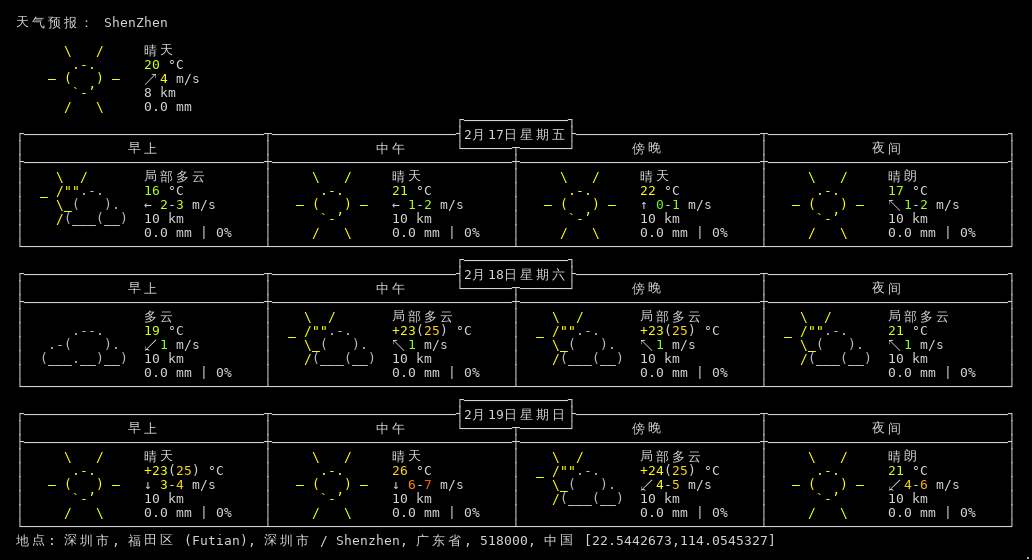 天气预报： ShenZhen
晴天
20 °C
↗4 m/s
8 km
0.0 mm
2月17日星期五
早上 中午 傍晚 夜间
局部多云 晴天 晴天 晴朗
16 °C 21 °C 22 °C 17 °C
← 2-3 m/s ← 1-2 m/s ↑ 0-1 m/s ↖1-2 m/s
10 km 10 km 10 km 10 km
0.0 mm | 0% 0.0 mm | 0% 0.0 mm | 0% 0.0 mm | 0%
2月18日星期六
早上 中午 傍晚 夜间
多云 局部多云 局部多云 局部多云
19 °C +23(25) °C +23(25) °C 21 °C
↙1 m/s ↖1 m/s ↖1 m/s ↖1 m/s
10 km 10 km 10 km 10 km
0.0 mm | 0% 0.0 mm | 0% 0.0 mm | 0% 0.0 mm | 0%
2月19日星期日
早上 中午 傍晚 夜间
晴天 晴天 局部多云 晴朗
+23(25) °C 26 °C +24(25) °C 21 °C
↓ 3-4 m/s ↓ 6-7 m/s ↙4-5 m/s ↙4-6 m/s
10 km 10 km 10 km 10 km
0.0 mm | 0% 0.0 mm | 0% 0.0 mm | 0% 0.0 mm | 0%
地点: 深圳市, 福田区 (Futian), 深圳市 / Shenzhen, 广东省, 518000, 中国 [22.5442673,114.0545327]